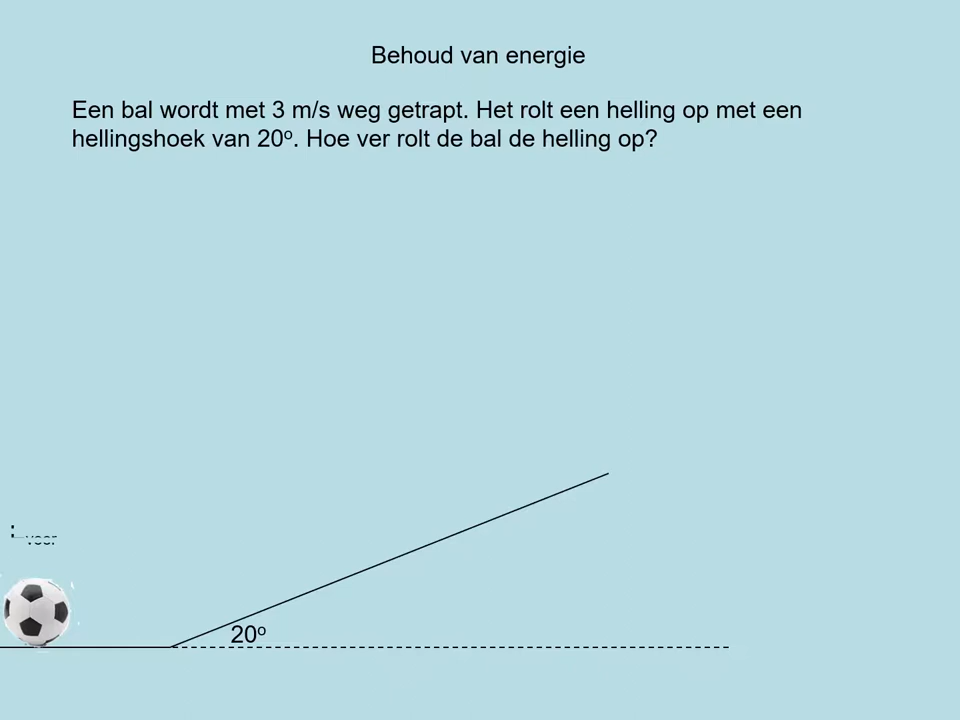 Behoud van energie
Een bal wordt met 3 m/s weg getrapt. Het rolt een helling op met een
hellingshoek van 20º. Hoe ver rolt de bal de helling op?
20º